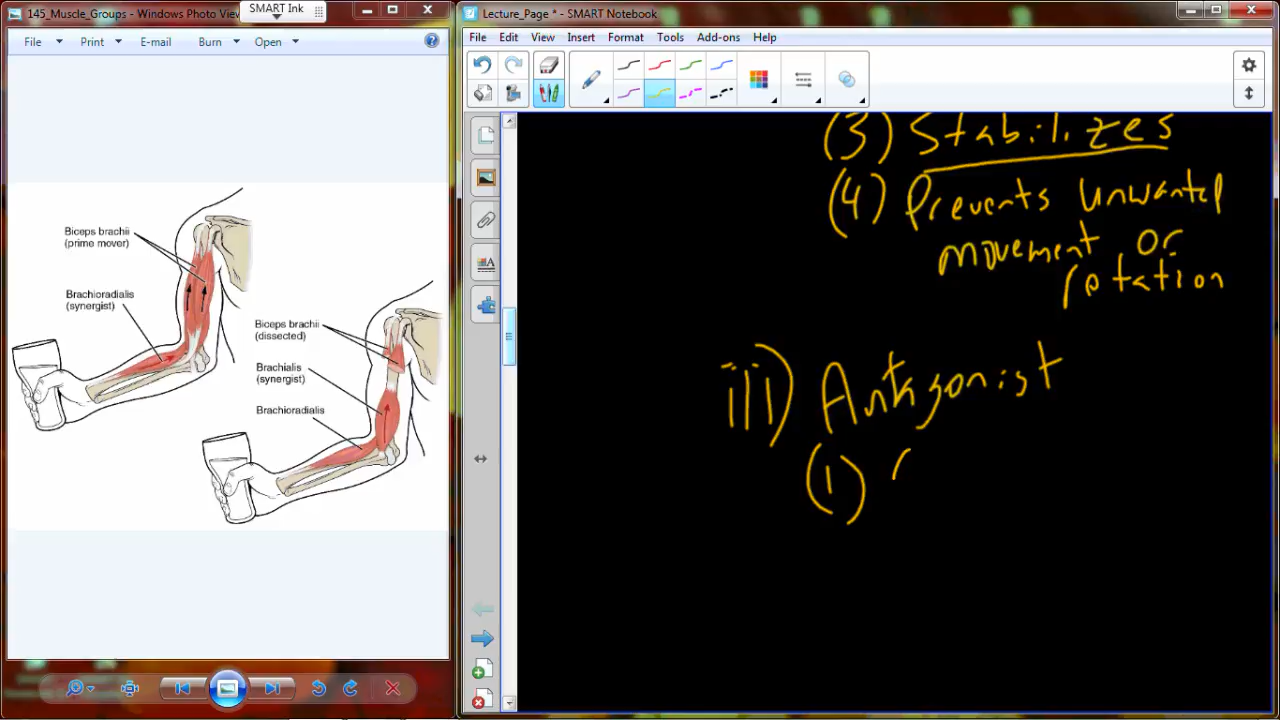 145_Muscle_Groups - Windows Photo View
SMART Ink
File Print E-mail Burn Open
Biceps brachii
(prime mover)
Brachioradialis
(synergist)
Biceps brachii
(dissected)
Brachialis
(synergist)
Brachioradialis
Lecture_Page * - SMART Notebook
File Edit View Insert Format Tools Add-ons Help
(3) Stabilizes
(4) Prevents unwanted
movement or
rotation
iii) Antagonist
(1)